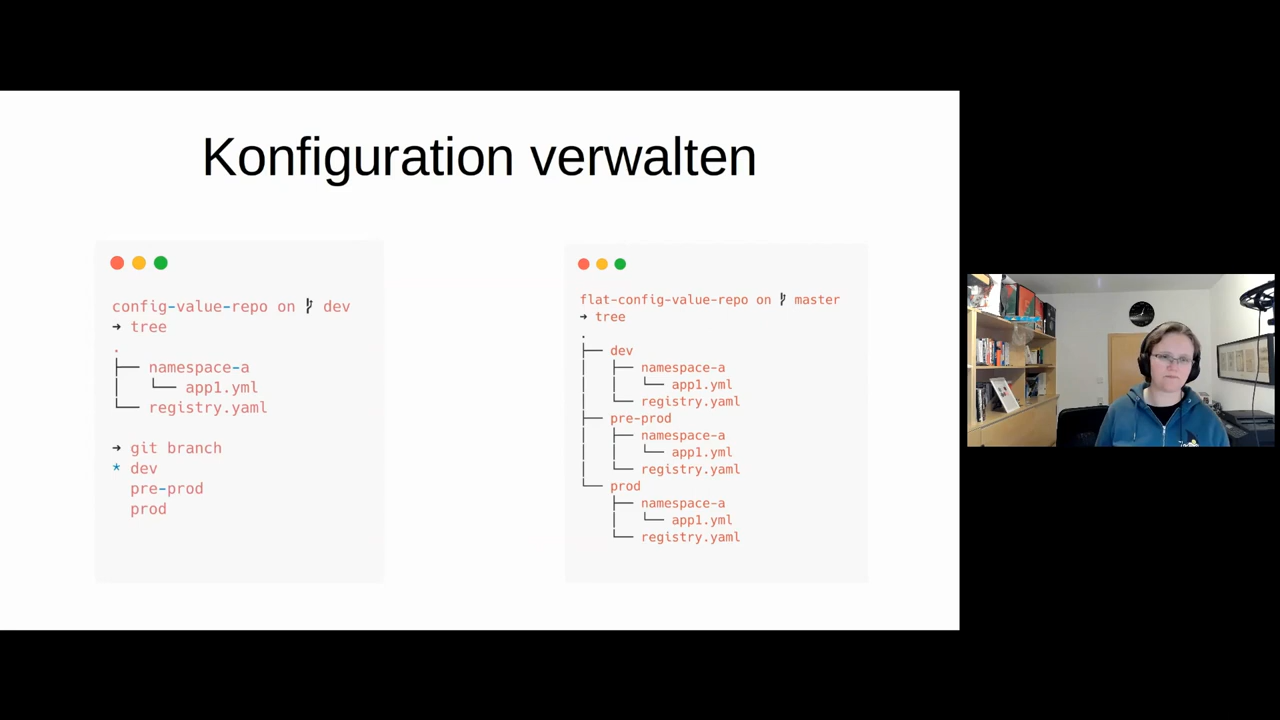 Konfiguration verwalten
config-value-repo on dev
➜ tree
.
├── namespace-a
│   └── app1.yml
└── registry.yaml
➜ git branch
* dev
pre-prod
prod
flat-config-value-repo on master
➜ tree
.
├── dev
│   ├── namespace-a
│   │   └── app1.yml
│   └── registry.yaml
├── pre-prod
│   ├── namespace-a
│   │   └── app1.yml
│   └── registry.yaml
└── prod
    ├── namespace-a
    │   └── app1.yml
    └── registry.yaml